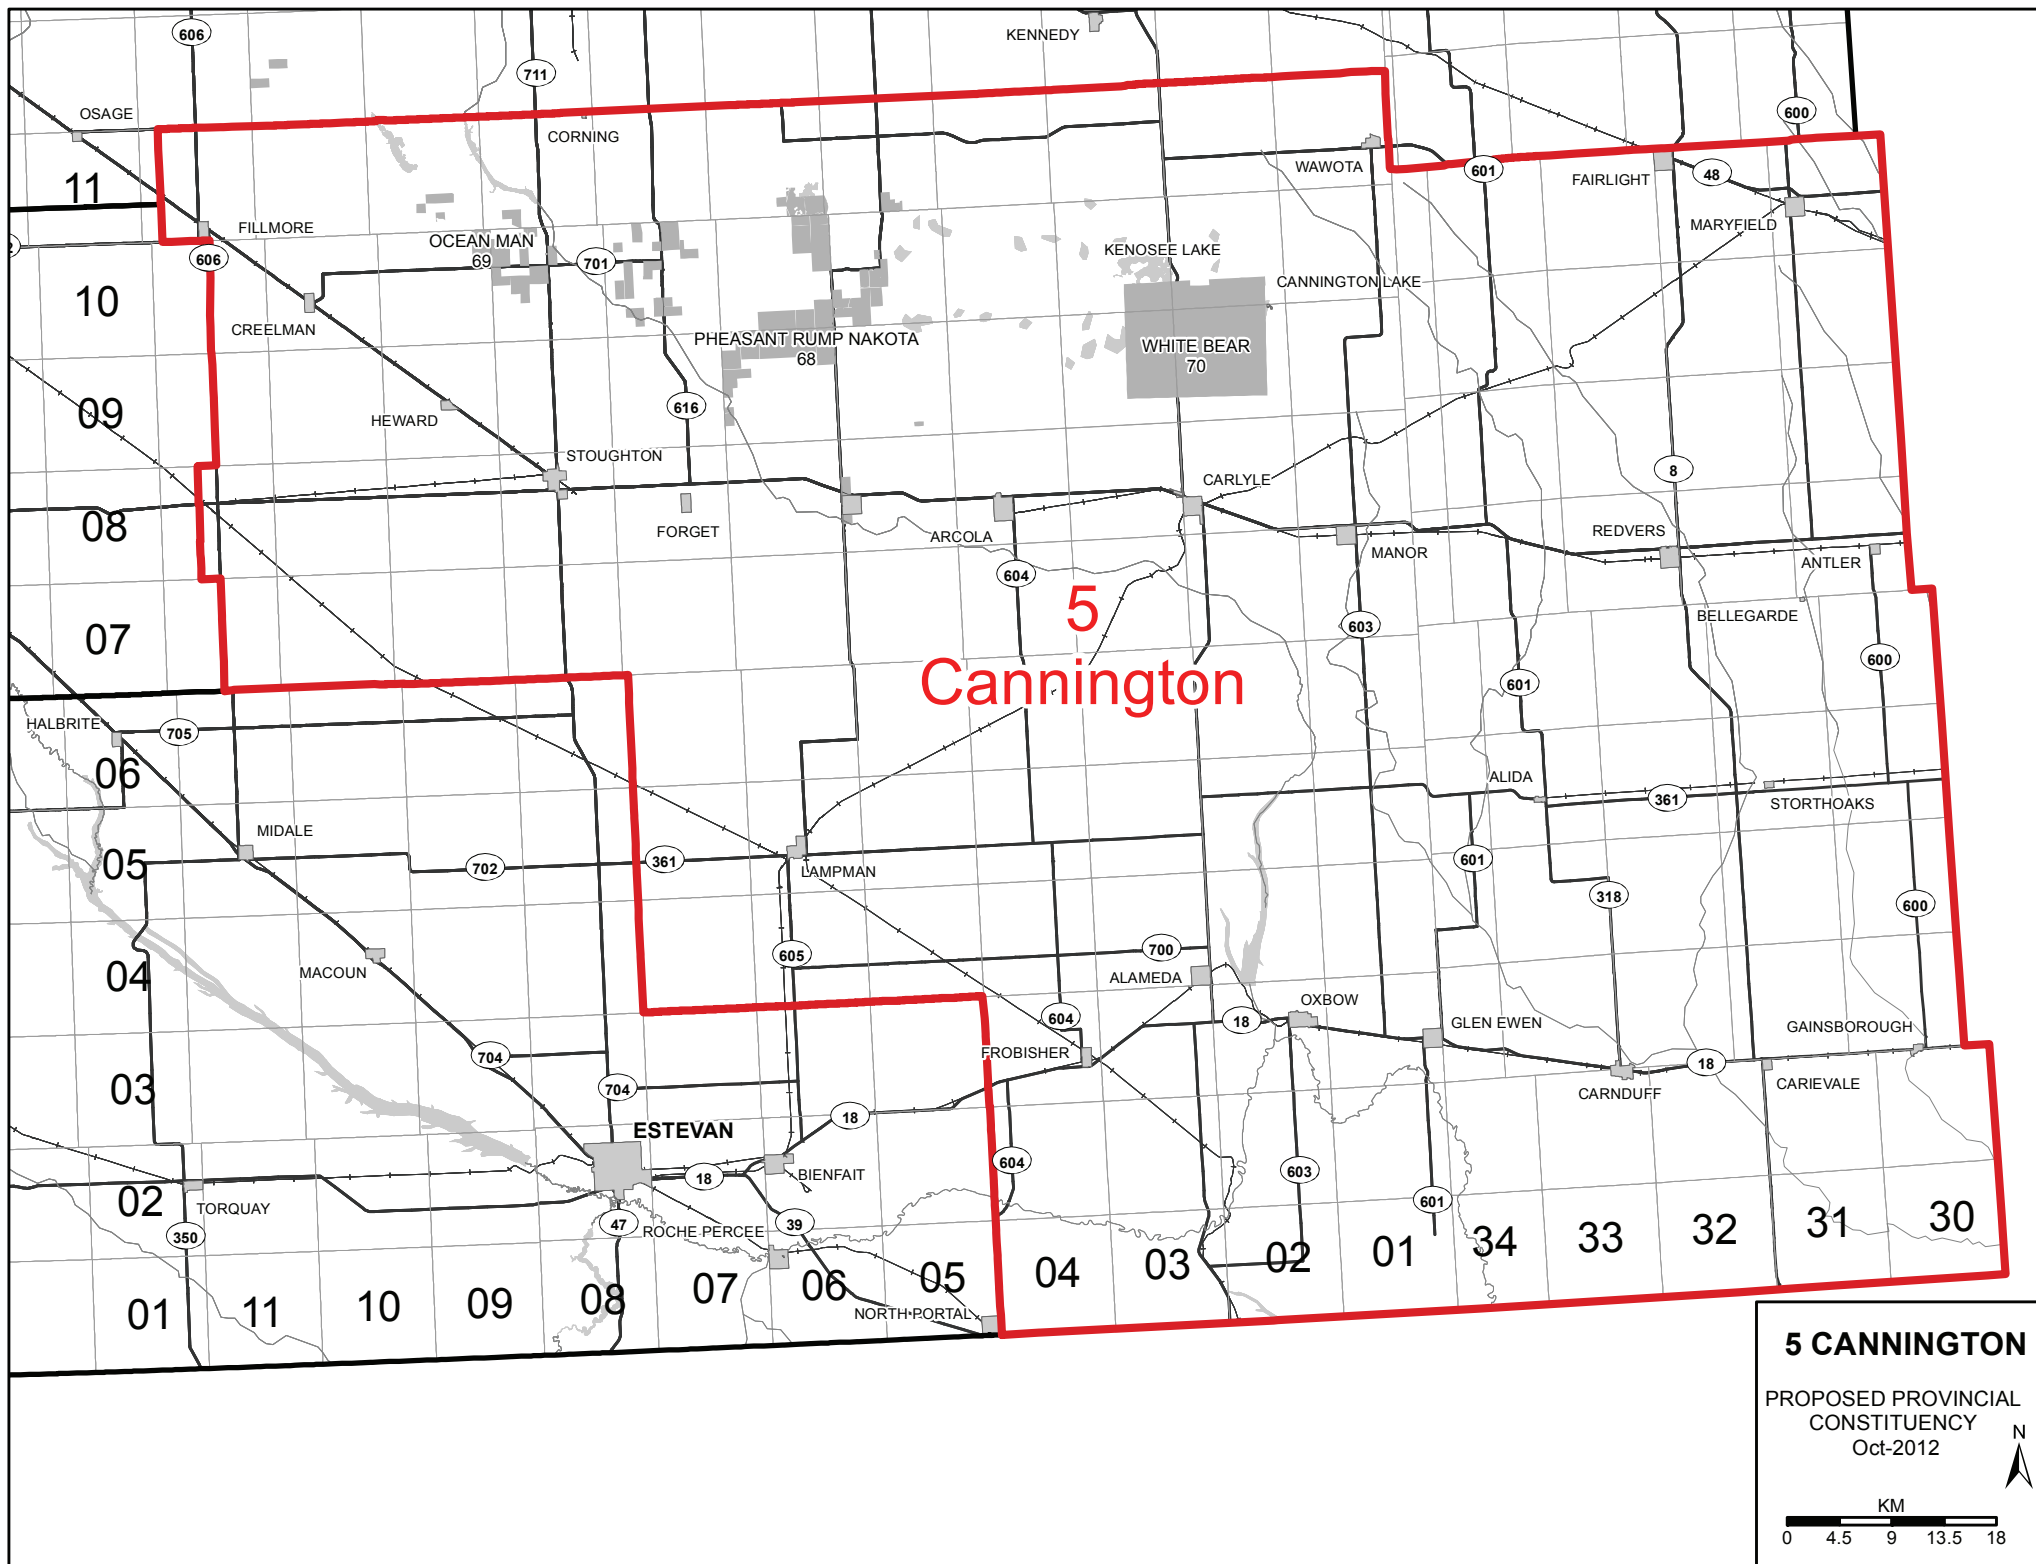 606
KENNEDY
711
OSAGE
CORNING
600
WAWOTA
601
FAIRLIGHT
48
11
FILLMORE
OCEAN MAN
69
701
KENOSEE LAKE
MARYFIELD
606
10
CREELMAN
CANNINGTON LAKE
PHEASANT RUMP NAKOTA
68
WHITE BEAR
70
09
HEWARD
616
STOUGHTON
CARLYLE
8
08
FORGET
ARCOLA
MANOR
REDVERS
ANTLER
604
5
Cannington
07
603
BELLEGARDE
600
601
HALBRITE
705
06
ALIDA
361
STORTHOAKS
MIDALE
05
702
361
LAMPMAN
601
318
600
04
MACOUN
605
700
ALAMEDA
OXBOW
604
18
GLEN EWEN
GAINSBOROUGH
FROBISHER
704
03
704
18
CARNDUFF
18
CARIEVALE
ESTEVAN
604
603
601
18
BIENFAIT
02
TORQUAY
350
47
ROCHE PERCEE
39
01
11
10
09
08
07
06
05
04
03
02
01
34
33
32
31
30
NORTH PORTAL
5 CANNINGTON
PROPOSED PROVINCIAL
CONSTITUENCY
Oct-2012
N
KM
0 4.5 9 13.5 18